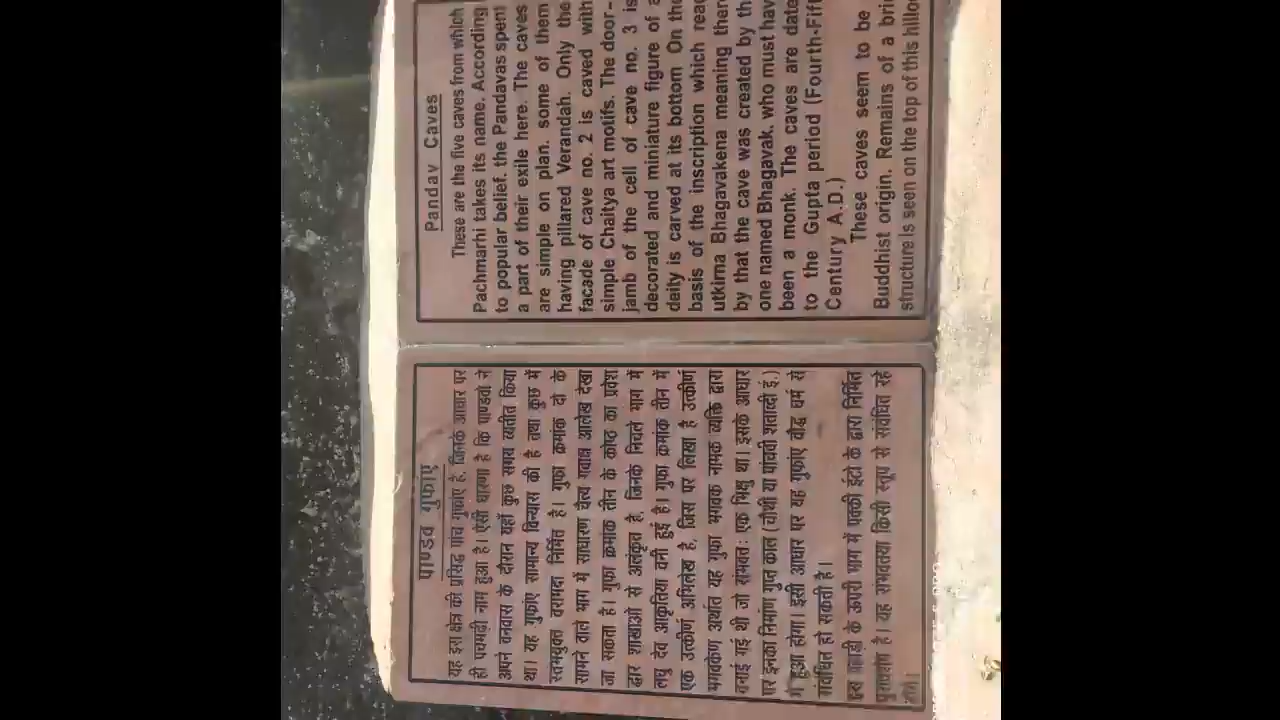 पाण्डव गुफाएं
यह इस क्षेत्र की प्रसिद्ध पांच गुफाएं है, जिनके आधार पर
ही पचमढ़ी नाम हुआ है। ऐसी धारणा है कि पाण्डवों ने
अपने वनवास के दौरान यहाँ कुछ समय व्यतीत किया
था। यह गुफाएं सामान्य विन्यास की है तथा कुछ में
स्तंभयुक्त बरामदा निर्मित है। गुफा क्रमांक दो के
सामने वाले भाग में साधारण चैत्य गवाक्ष आलेख देखा
जा सकता है। गुफा क्रमांक तीन के कोष्ठ का प्रवेश
द्वार शाखाओं से अलंकृत है, जिनके निचले भाग में
लघु देव आकृतियां बनी हुई है। गुफा क्रमांक तीन में
एक उत्कीर्ण अभिलेख है, जिस पर लिखा है उत्कीर्ण
भगवकेण अर्थात यह गुफा भगवक नामक व्यक्ति द्वारा
बनाई गई थी जो संभवतः एक भिक्षु था। इसके आधार
पर इनका निर्माण गुप्त काल (चौथी या पांचवी शताब्दी ई.)
में हुआ होगा। इसी आधार पर यह गुफाएं बौद्ध धर्म से
संबंधित हो सकती है।
इस पहाड़ी के ऊपरी भाग में पक्की ईंटो के द्वारा निर्मित
पुरावशेष है। यह संभवतया किसी स्तूप से संबंधित रहे
होंगे।
Pandav Caves
These are the five caves from which
Pachmarhi takes its name. According
to popular belief, the Pandavas spent
a part of their exile here. The caves
are simple on plan, some of them
having pillared Verandah. Only the
facade of cave no. 2 is caved with
simple Chaitya art motifs. The door-
jamb of the cell of cave no. 3 is
decorated and miniature figure of a
deily is carved at its bottom On the
basis of the inscription which read
utkirna Bhagavakena meaning there
by that the cave was created by th
one named Bhagavak, who must hav
been a monk. The caves are date
to the Gupta period (Fourth-Fift
Century A.D.)
These caves seem to be
Buddhist origin. Remains of a bri
structure is seen on the top of this hilloc